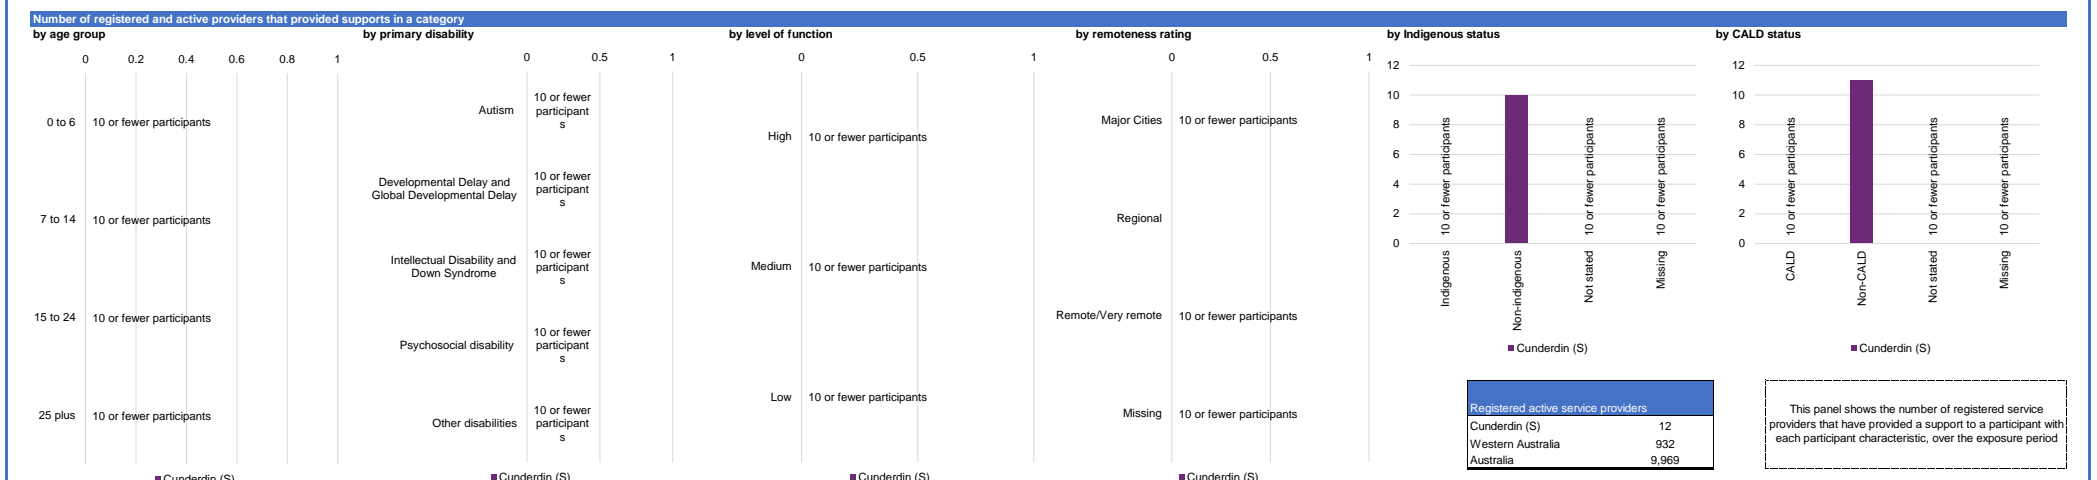 Number of registered and active providers that provided supports in a category
by age group
0 0.2 0.4 0.6 0.8 1
0 to 6 10 or fewer participants
7 to 14 10 or fewer participants
15 to 24 10 or fewer participants
25 plus 10 or fewer participants
Cunderdin (S)
by primary disability
0 0.5 1
Autism
10 or fewer
participant
s
Developmental Delay and
Global Developmental Delay
10 or fewer
participant
s
Intellectual Disability and
Down Syndrome
10 or fewer
participant
s
Psychosocial disability
10 or fewer
participant
s
Other disabilities
10 or fewer
participant
s
Cunderdin (S)
by level of function
0 0.5 1
High 10 or fewer participants
Medium 10 or fewer participants
Low 10 or fewer participants
Cunderdin (S)
by remoteness rating
0 0.5 1
Major Cities 10 or fewer participants
Regional
Remote/Very remote 10 or fewer participants
Missing 10 or fewer participants
Cunderdin (S)
by Indigenous status
12
10
8
6
4
2
0
10 or fewer participants
10 or fewer participants
10 or fewer participants
Indigenous
Non-indigenous
Not stated
Missing
Cunderdin (S)
by CALD status
12
10
8
6
4
2
0
10 or fewer participants
10 or fewer participants
10 or fewer participants
CALD
Non-CALD
Not stated
Missing
Cunderdin (S)
Registered active service providers
Cunderdin (S) 12
Western Australia 932
Australia 9,969
This panel shows the number of registered service
providers that have provided a support to a participant with
each participant characteristic, over the exposure period